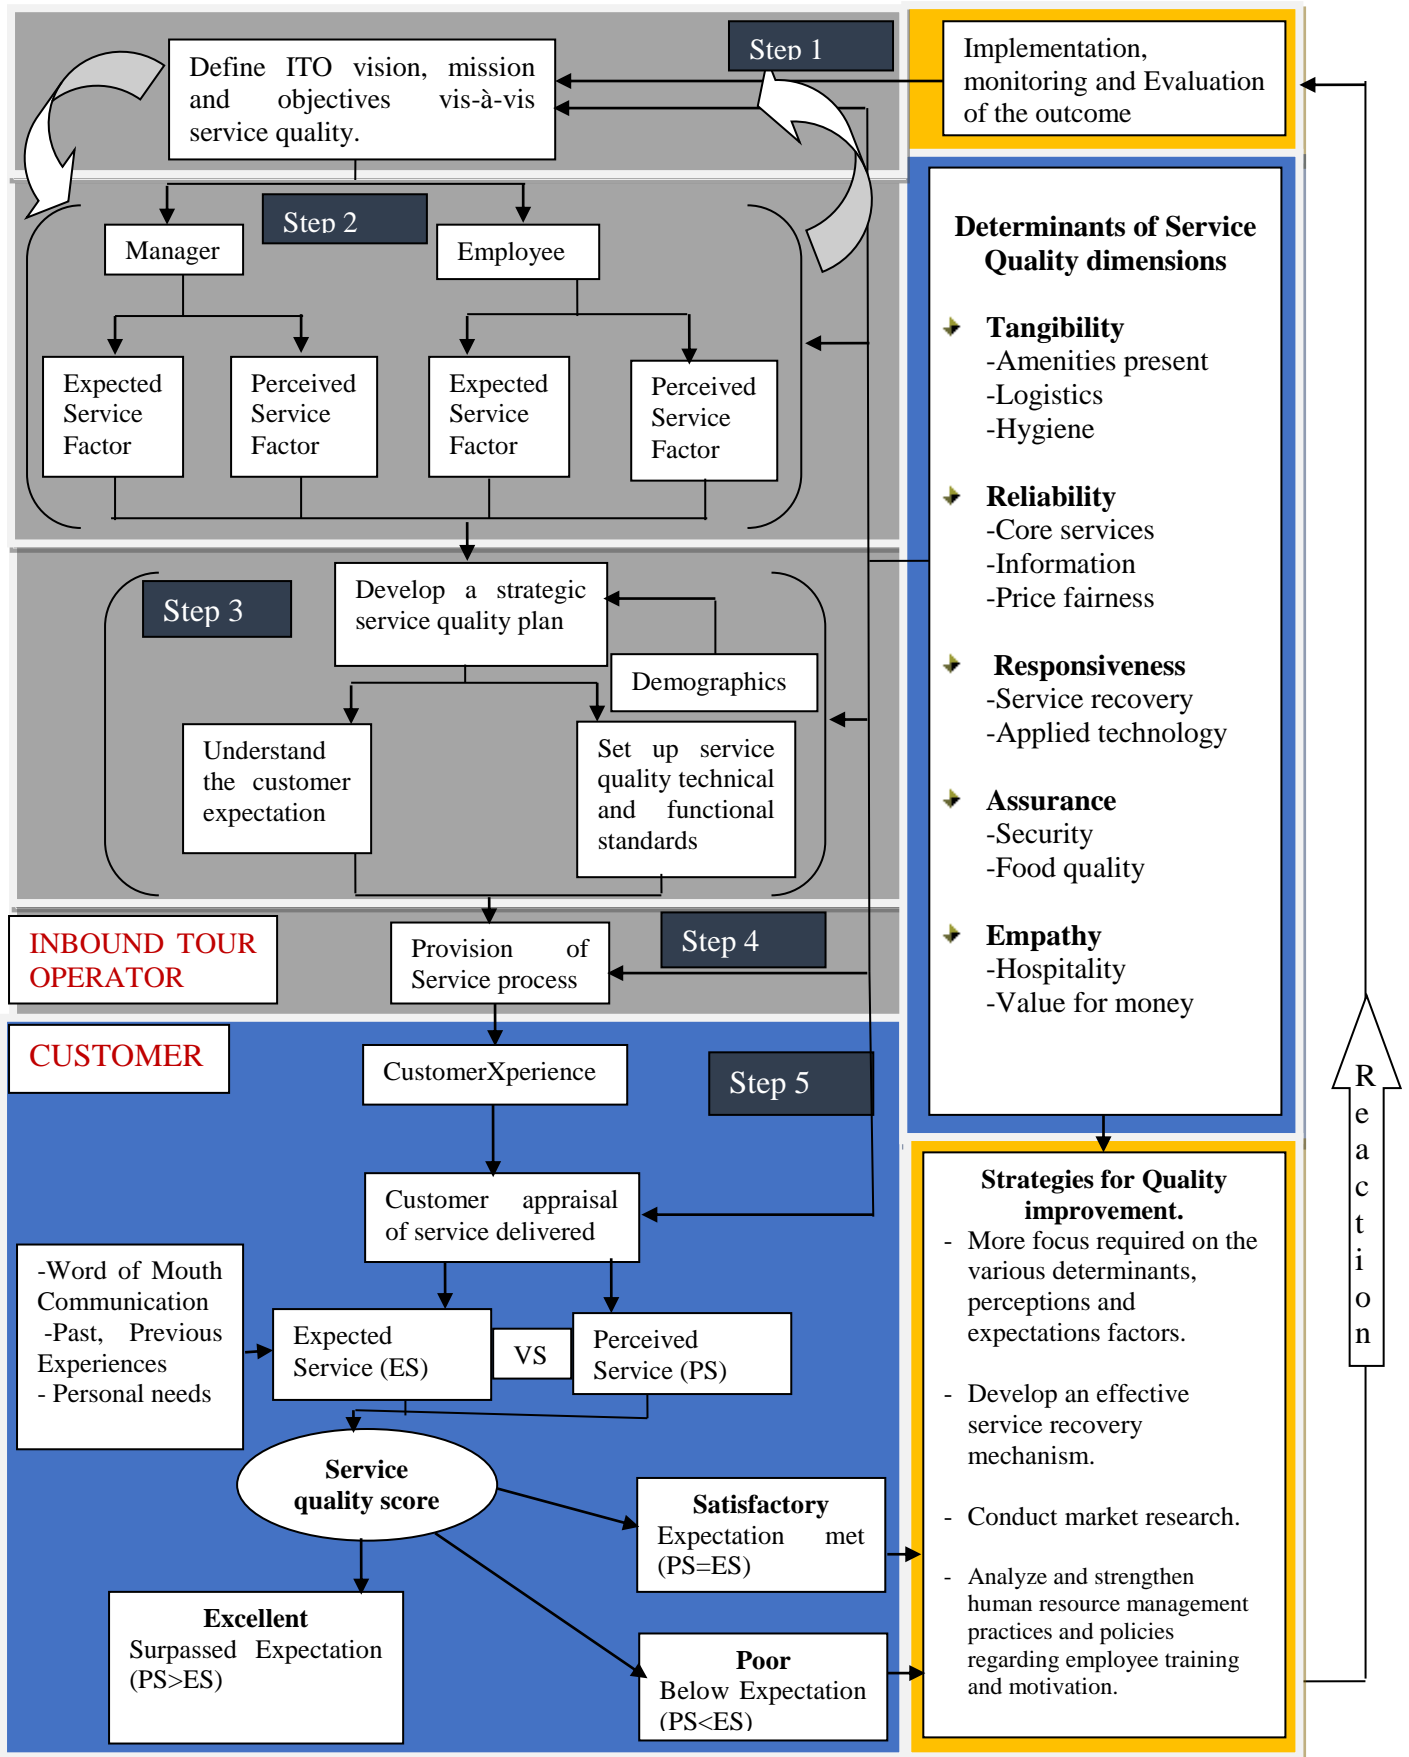 Step 1
Define ITO vision, mission
and objectives vis-à-vis
service quality.
Implementation,
monitoring and Evaluation
of the outcome
Step 2
Manager
Employee
Expected
Service
Factor
Perceived
Service
Factor
Expected
Service
Factor
Perceived
Service
Factor
Step 3
Develop a strategic
service quality plan
Demographics
Understand
the customer
expectation
Set up service
quality technical
and functional
standards
INBOUND TOUR
OPERATOR
Provision of
Service process
Step 4
CUSTOMER
CustomerXperience
Step 5
Customer appraisal
of service delivered
-Word of Mouth
Communication
-Past, Previous
Experiences
- Personal needs
Expected
Service (ES)
VS
Perceived
Service (PS)
Service
quality score
Satisfactory
Expectation met
(PS=ES)
Excellent
Surpassed Expectation
(PS>ES)
Poor
Below Expectation
(PS<ES)
Determinants of Service
Quality dimensions
Tangibility
-Amenities present
-Logistics
-Hygiene
Reliability
-Core services
-Information
-Price fairness
Responsiveness
-Service recovery
-Applied technology
Assurance
-Security
-Food quality
Empathy
-Hospitality
-Value for money
Strategies for Quality
improvement.
- More focus required on the
various determinants,
perceptions and
expectations factors.
- Develop an effective
service recovery
mechanism.
- Conduct market research.
- Analyze and strengthen
human resource management
practices and policies
regarding employee training
and motivation.
Reaction